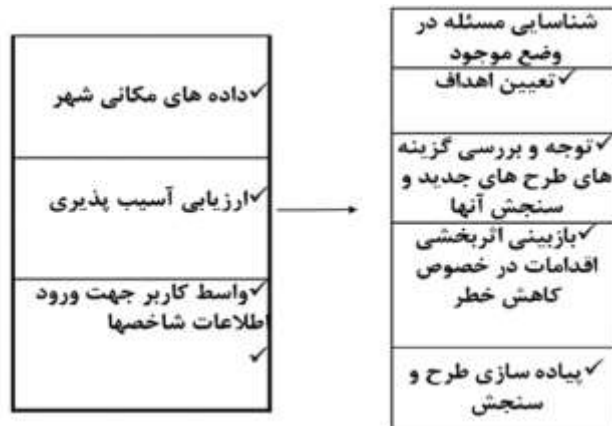 شناسایی مسئله در
وضع موجود
✓تعیین اهداف
✓توجه و بررسی گزینه
های طرح های جدید و
سنجش آنها
✓بازبینی اثربخشی
اقدامات در خصوص
کاهش خطر
✓پیاده سازی طرح و
سنجش
✓داده های مکانی شهر
✓ارزیابی آسیب پذیری
✓واسط کاربر جهت ورود
اطلاعات شاخصها
✓